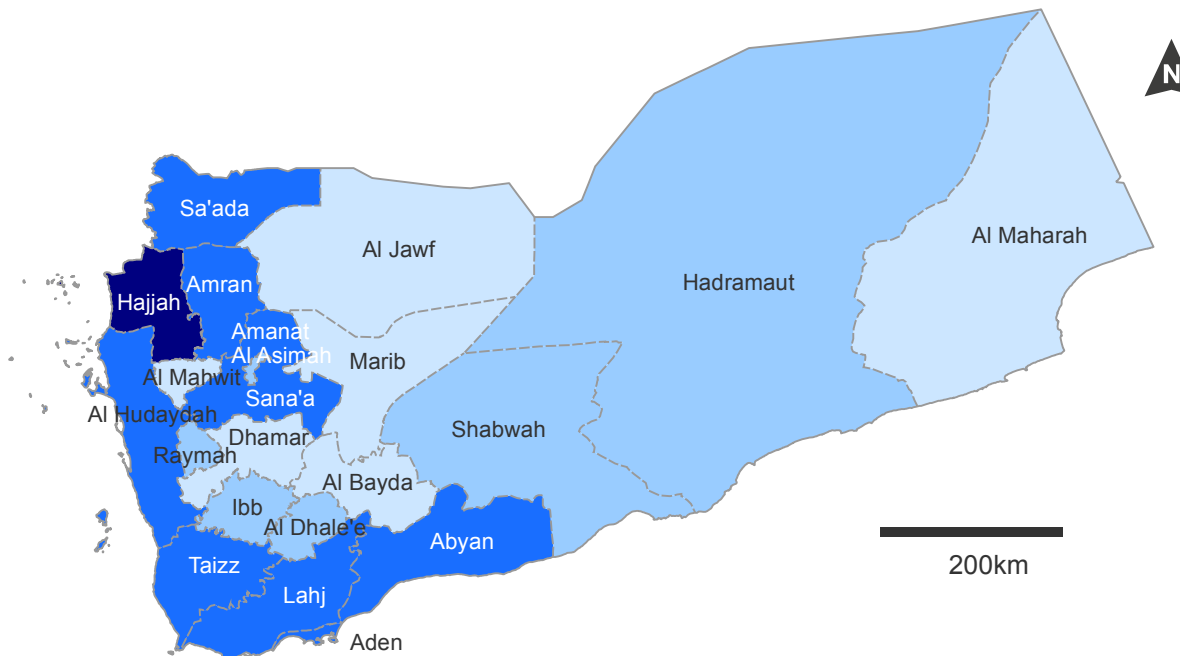 N
Sa'ada
Al Jawf
Al Maharah
Hadramaut
Amran
Hajjah
Amanat
Al Asimah
Marib
Al Mahwit
Sana'a
Al Hudaydah
Dhamar
Shabwah
Raymah
Al Bayda
Ibb
Al Dhale'e
Abyan
Taizz
200km
Lahj
Aden